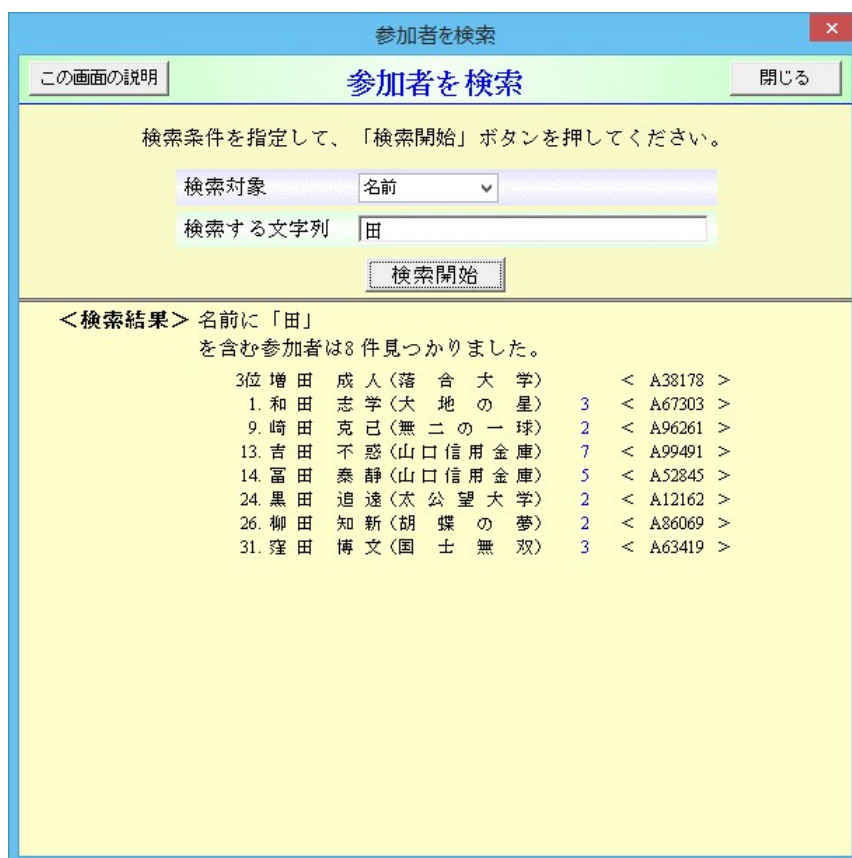 参加者を検索
この画面の説明 参加者を検索 閉じる
検索条件を指定して、「検索開始」ボタンを押してください。
検索対象 名前
検索する文字列 田
検索開始
＜検索結果＞名前に「田」
を含む参加者は8件見つかりました。
3位 増田 成人(落合大学) < A38178 >
1. 和田 志学(大地の星) 3 < A67303 >
9. 崎田 克己(無二の一球) 2 < A96261 >
13. 吉田 不惑(山口信用金庫) 7 < A99491 >
14. 冨田 泰静(山口信用金庫) 5 < A52845 >
24. 黒田 追遠(太公望大学) 2 < A12162 >
26. 柳田 知新(胡蝶の夢) 2 < A86069 >
31. 窪田 博文(国士無双) 3 < A63419 >